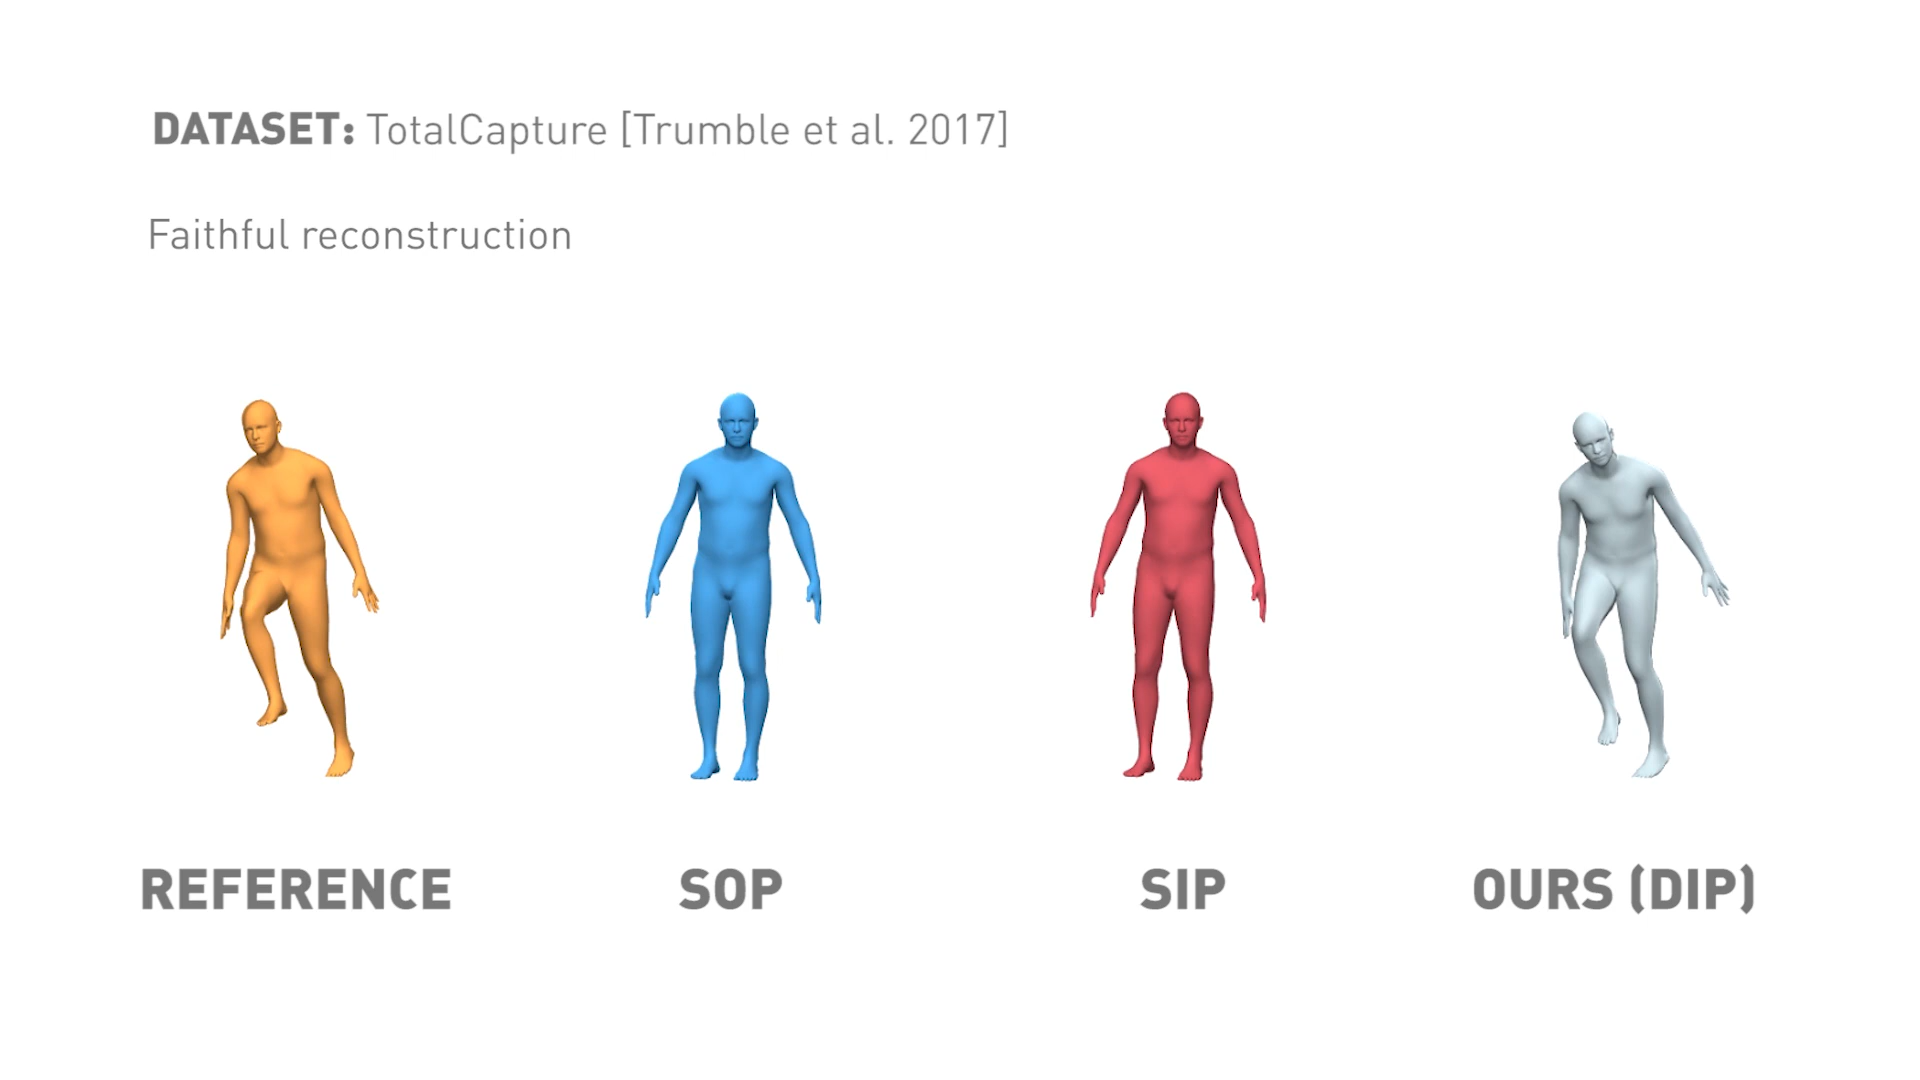 DATASET: TotalCapture [Trumble et al. 2017]
Faithful reconstruction
REFERENCE
SOP
SIP
OURS (DIP)